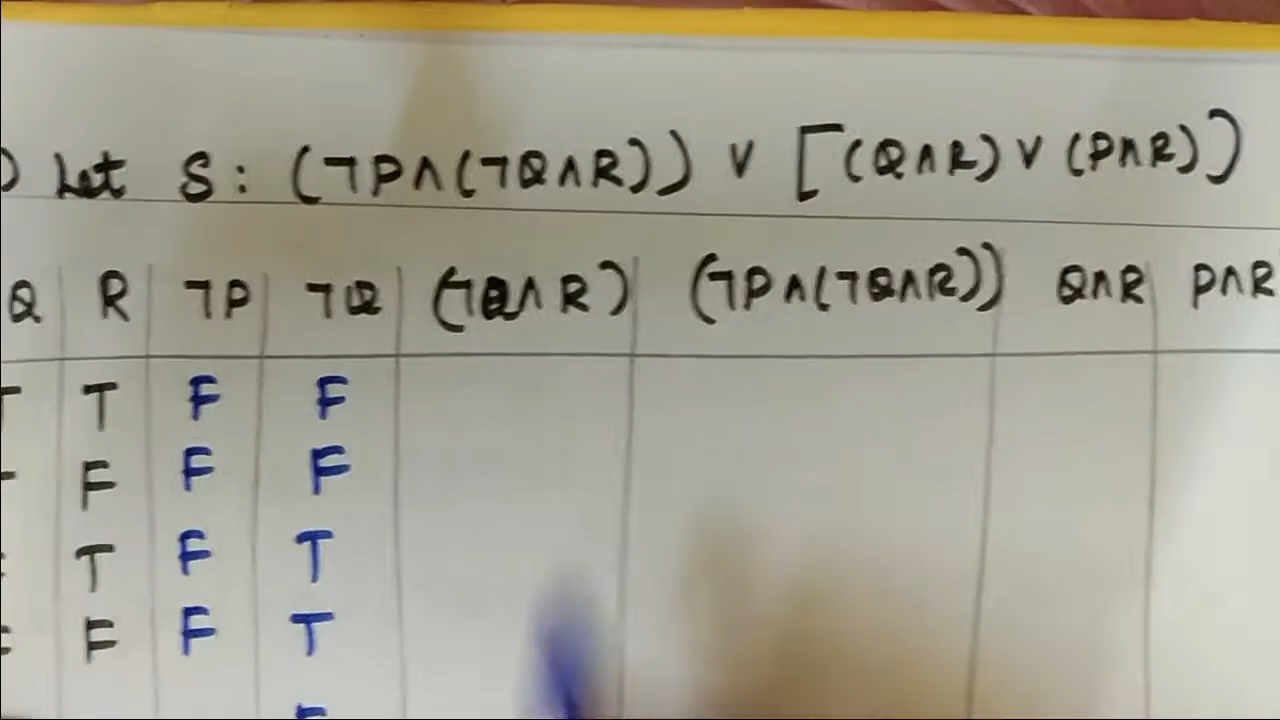 ) Let S: (¬P∧(¬Q∧R)) ∨ [(Q∧R) ∨ (P∧R)]
Q R ¬P ¬Q (¬Q∧R) (¬P∧(¬Q∧R)) Q∧R P∧R
T T F F
F F F
T F T
F F T